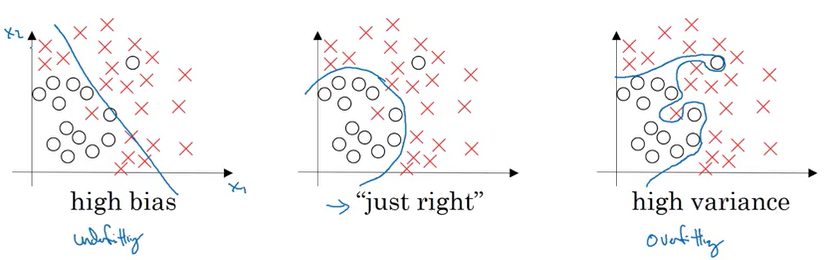 x₂
x₁
high bias
underfitting
→ "just right"
high variance
overfitting